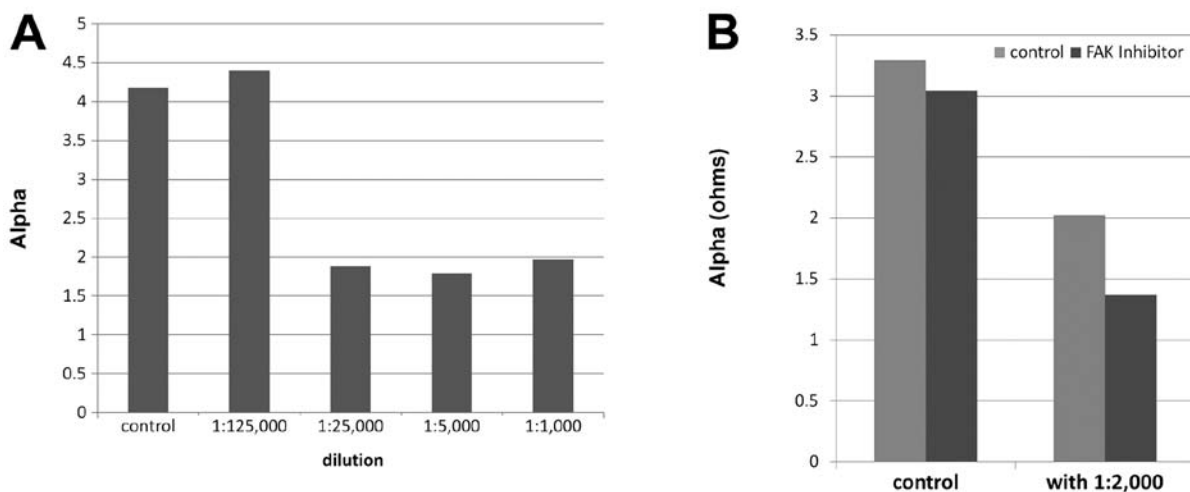 A
Alpha
5
4.5
4
3.5
3
2.5
2
1.5
1
0.5
0
control 1:125,000 1:25,000 1:5,000 1:1,000
dilution
B
Alpha (ohms)
control FAK Inhibitor
3.5
3
2.5
2
1.5
1
0.5
0
control with 1:2,000